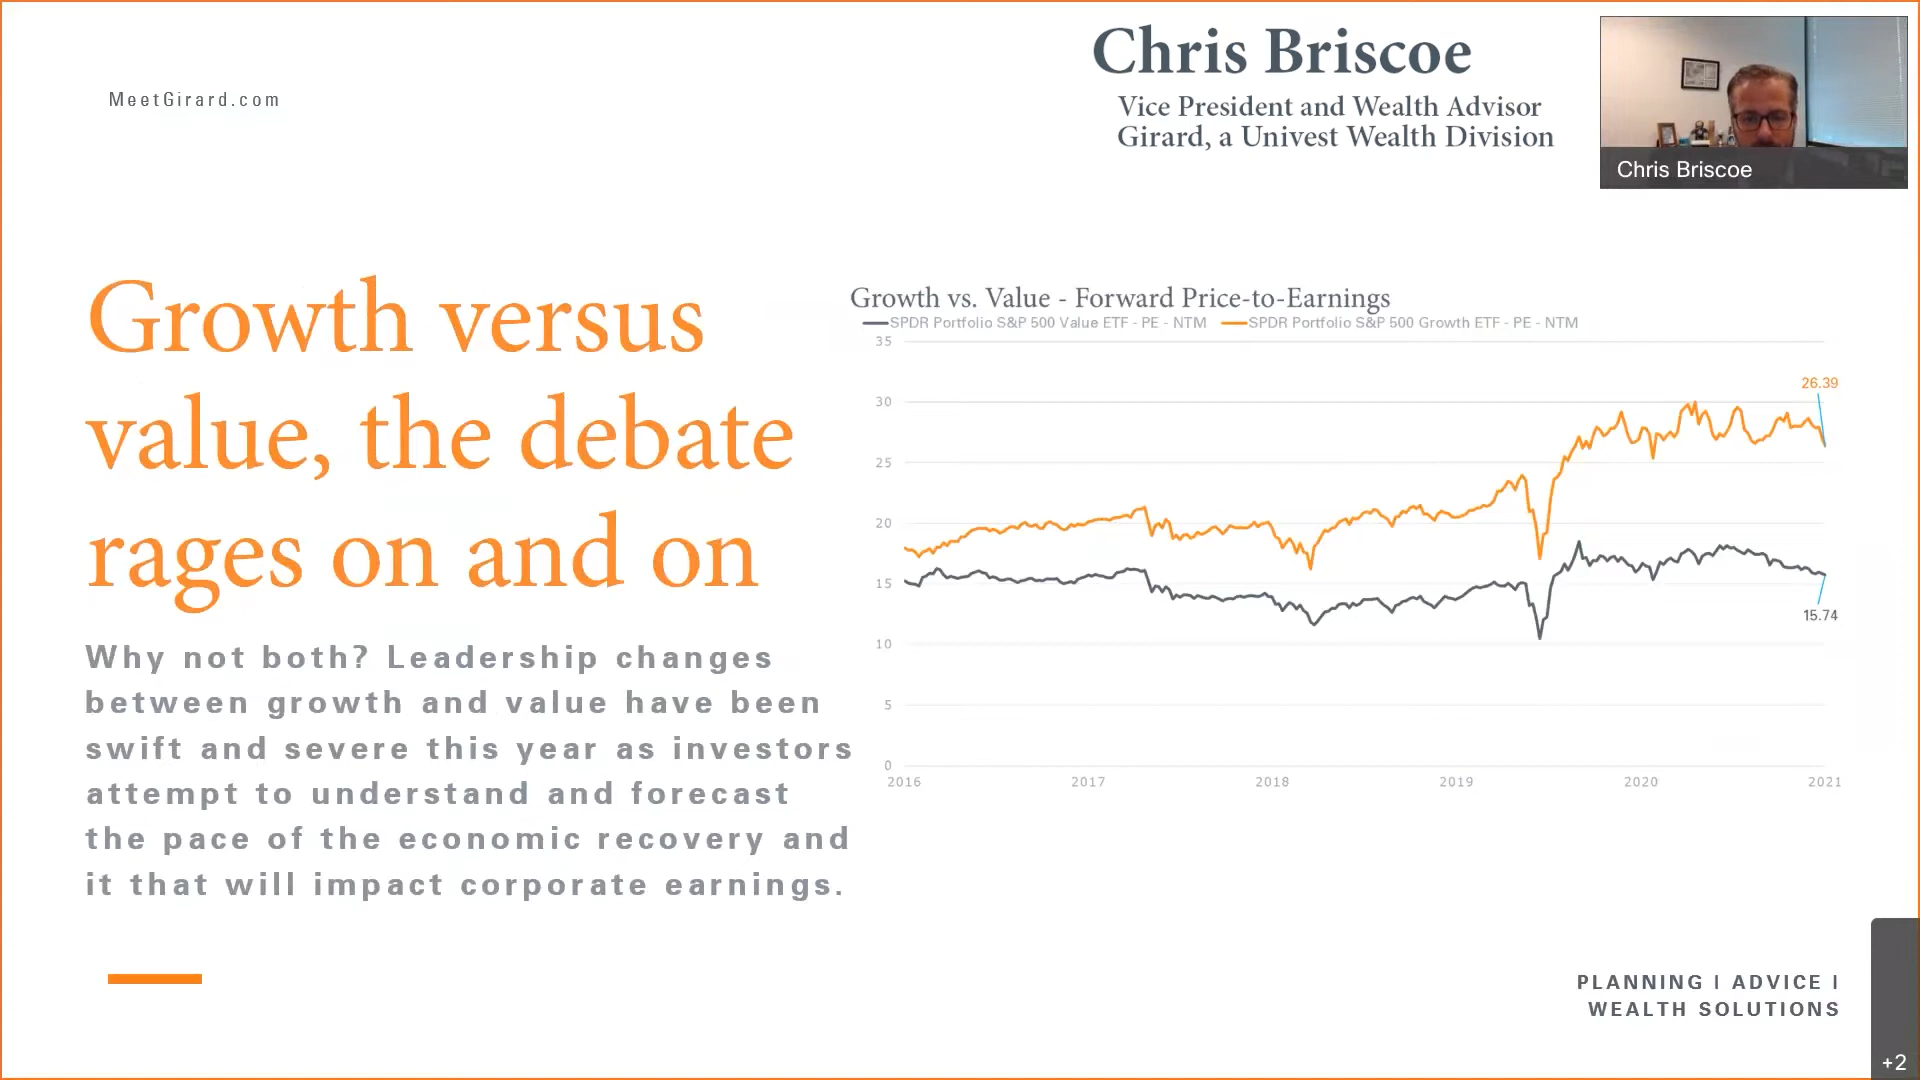 MeetGirard.com
Chris Briscoe
Vice President and Wealth Advisor
Girard, a Univest Wealth Division
Chris Briscoe
Growth versus
value, the debate
rages on and on
Why not both? Leadership changes
between growth and value have been
swift and severe this year as investors
attempt to understand and forecast
the pace of the economic recovery and
it that will impact corporate earnings.
Growth vs. Value - Forward Price-to-Earnings
SPDR Portfolio S&P 500 Value ETF - PE - NTM SPDR Portfolio S&P 500 Growth ETF - PE - NTM
35
30
25
20
15
10
5
0
26.39
15.74
2016 2017 2018 2019 2020 2021
PLANNING | ADVICE |
WEALTH SOLUTIONS
+2